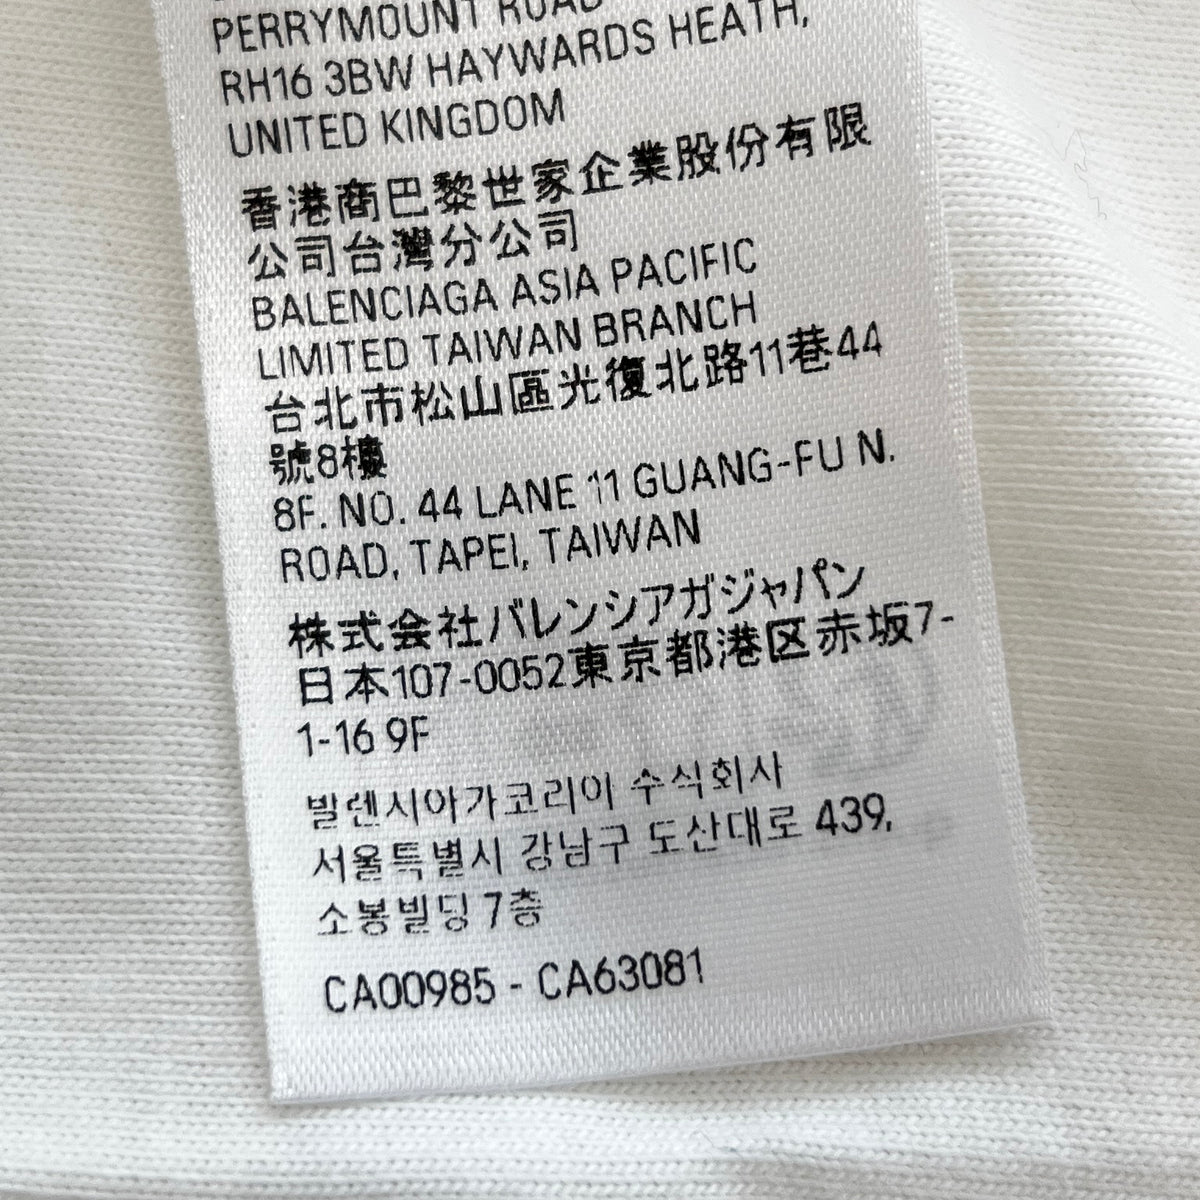 PERRYMOUNT ROAD
RH16 3BW HAYWARDS HEATH,
UNITED KINGDOM
香港商巴黎世家企業股份有限
公司台灣分公司
BALENCIAGA ASIA PACIFIC
LIMITED TAIWAN BRANCH
台北市松山區光復北路11巷44
號8樓
8F. NO. 44 LANE 11 GUANG-FU N.
ROAD, TAPEI, TAIWAN
株式会社バレンシアガジャパン
日本107-0052東京都港区赤坂7-
1-16 9F
발렌시아가코리아 수식회사
서울특별시 강남구 도산대로 439,
소봉빌딩 7층
CA00985 - CA63081